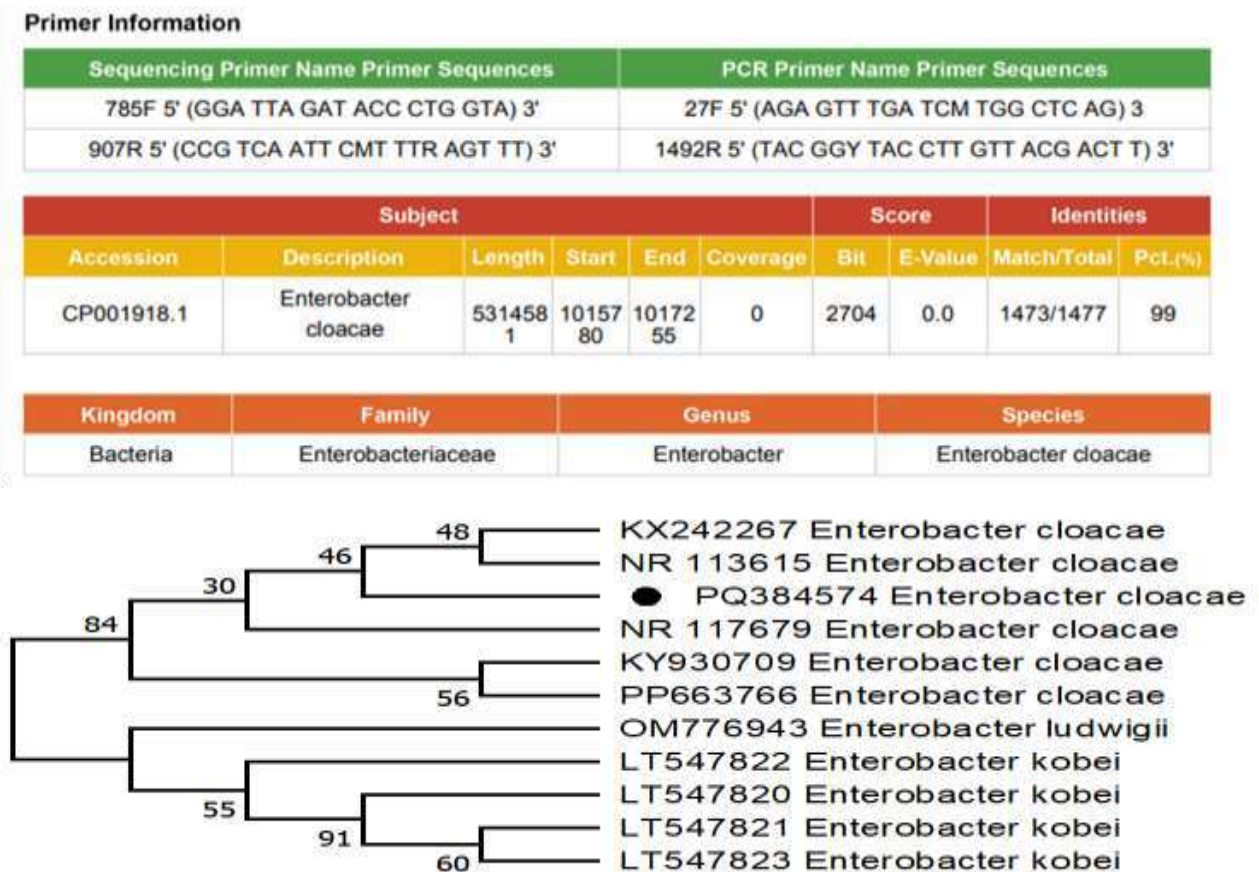 Primer Information
Sequencing Primer Name Primer Sequences PCR Primer Name Primer Sequences
785F 5' (GGA TTA GAT ACC CTG GTA) 3' 27F 5' (AGA GTT TGA TCM TGG CTC AG) 3
907R 5' (CCG TCA ATT CMT TTR AGT TT) 3' 1492R 5' (TAC GGY TAC CTT GTT ACG ACT T) 3'
Subject Score Identities
Accession Description Length Start End Coverage Bit E-Value Match/Total Pct.(%)
CP001918.1 Enterobacter cloacae 5314581 1015780 1017255 0 2704 0.0 1473/1477 99
Kingdom Family Genus Species
Bacteria Enterobacteriaceae Enterobacter Enterobacter cloacae
48 KX242267 Enterobacter cloacae
46 NR 113615 Enterobacter cloacae
30 PQ384574 Enterobacter cloacae
84 NR 117679 Enterobacter cloacae
KY930709 Enterobacter cloacae
56 PP663766 Enterobacter cloacae
OM776943 Enterobacter ludwigii
LT547822 Enterobacter kobei
55 LT547820 Enterobacter kobei
91 LT547821 Enterobacter kobei
60 LT547823 Enterobacter kobei